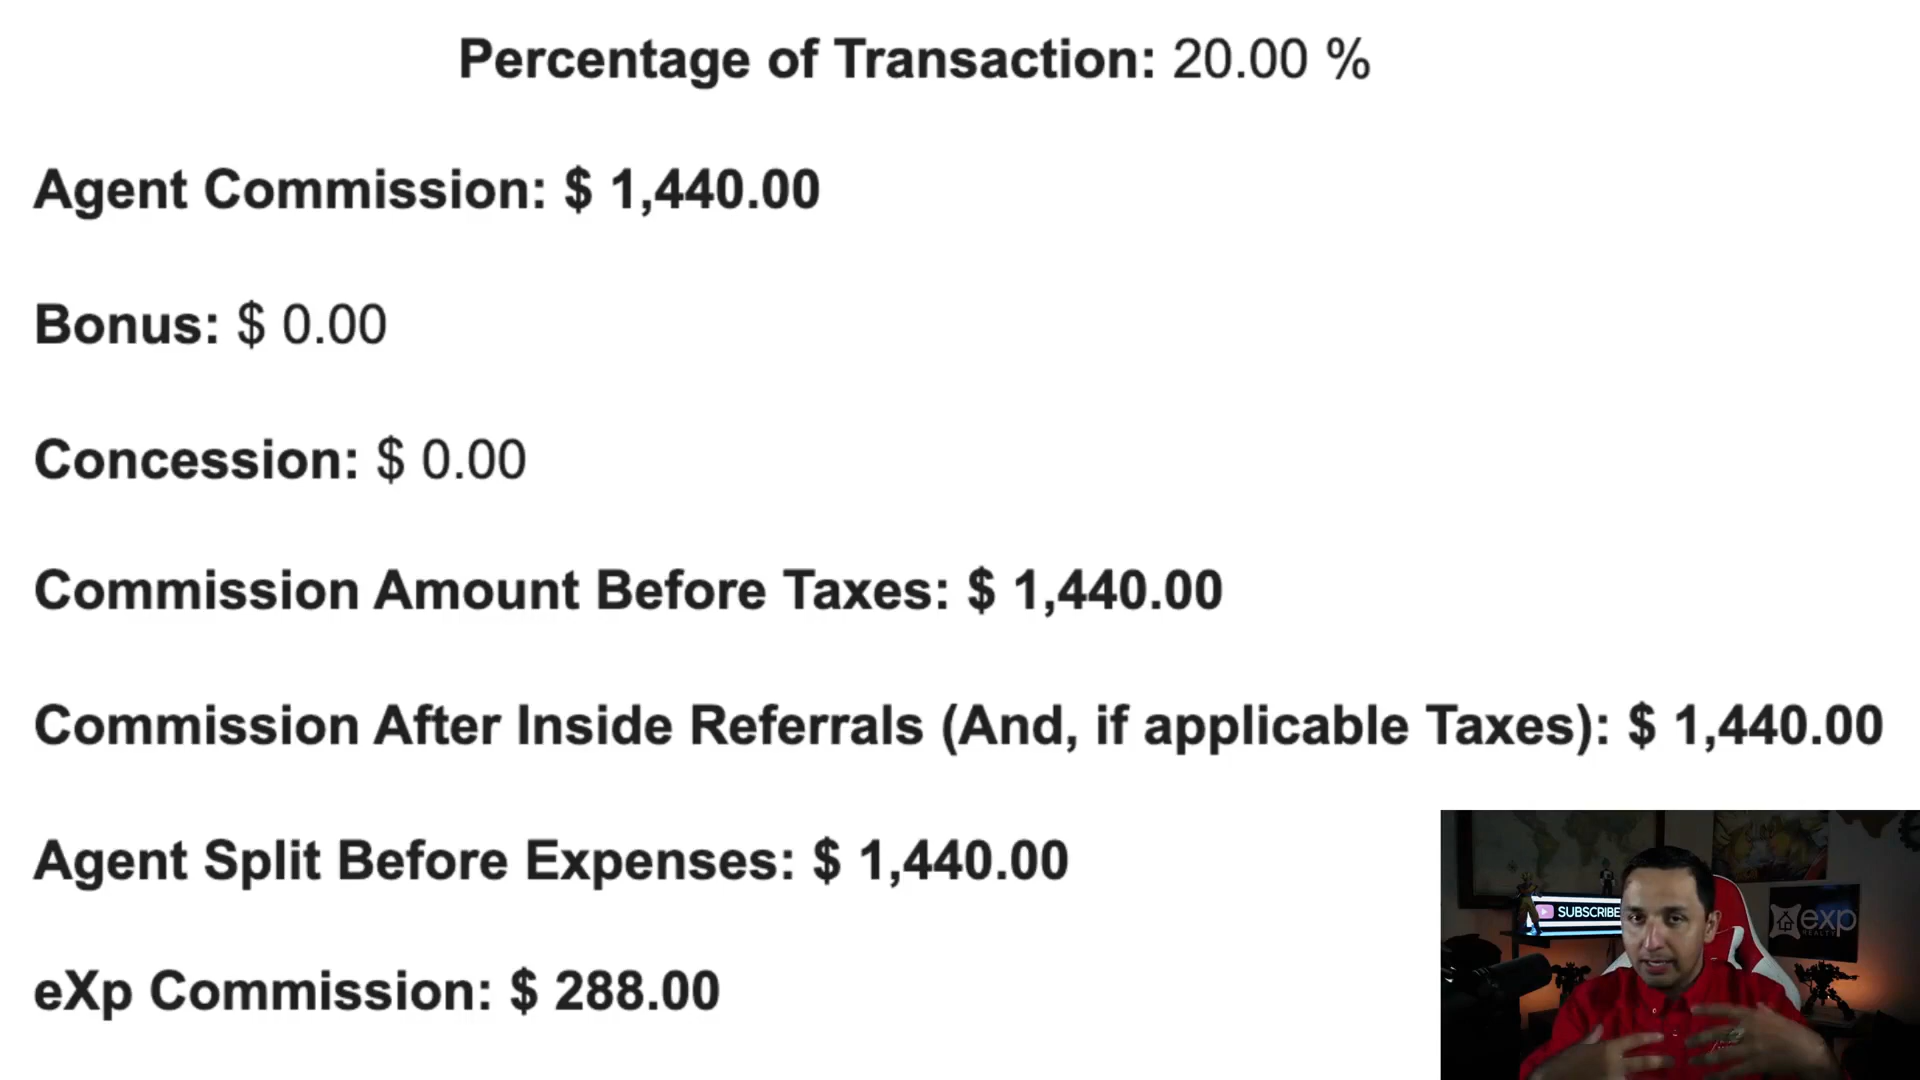 Percentage of Transaction: 20.00 %
Agent Commission: $ 1,440.00
Bonus: $ 0.00
Concession: $ 0.00
Commission Amount Before Taxes: $ 1,440.00
Commission After Inside Referrals (And, if applicable Taxes): $ 1,440.00
Agent Split Before Expenses: $ 1,440.00
SUBSCRIBE
exp
REALTY
eXp Commission: $ 288.00